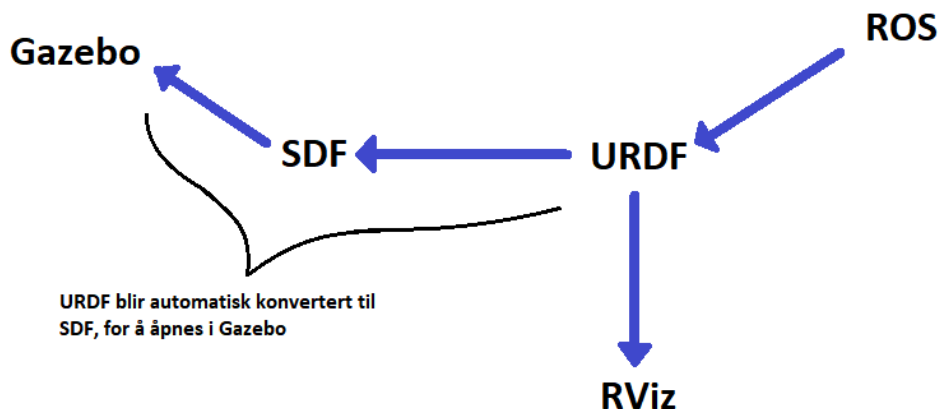 ROS
Gazebo
SDF
URDF
URDF blir automatisk konvertert til
SDF, for å åpnes i Gazebo
RViz